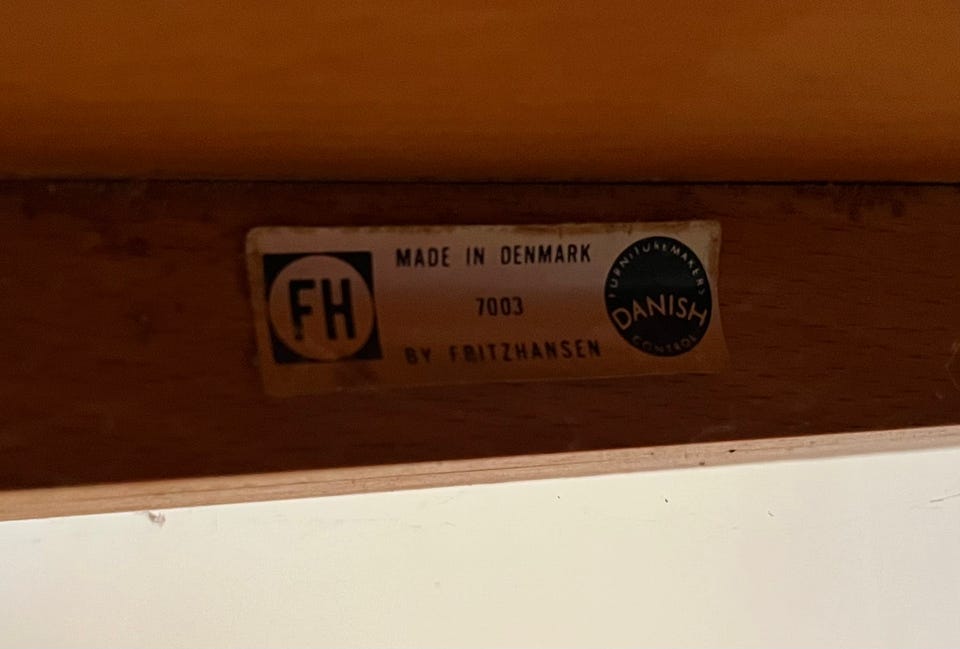 FH
MADE IN DENMARK
7003
BY FRITZHANSEN
FURNITUREMAKERS
DANISH
CONTROL